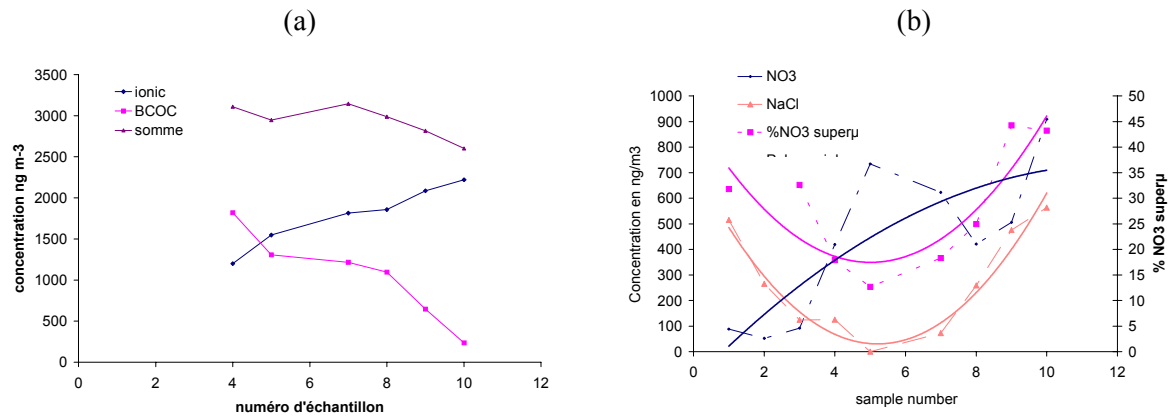 (a)
concentration ng m-3
3500
3000
2500
2000
1500
1000
500
0
ionic
BCOC
somme
0 2 4 6 8 10 12
numéro d'échantillon
(b)
Concentration en ng/m3
1000
900
800
700
600
500
400
300
200
100
0
NO3
NaCl
%NO3 superµ
50
45
40
35
30
25
20
15
10
5
0
% NO3 superµ
0 2 4 6 8 10 12
sample number